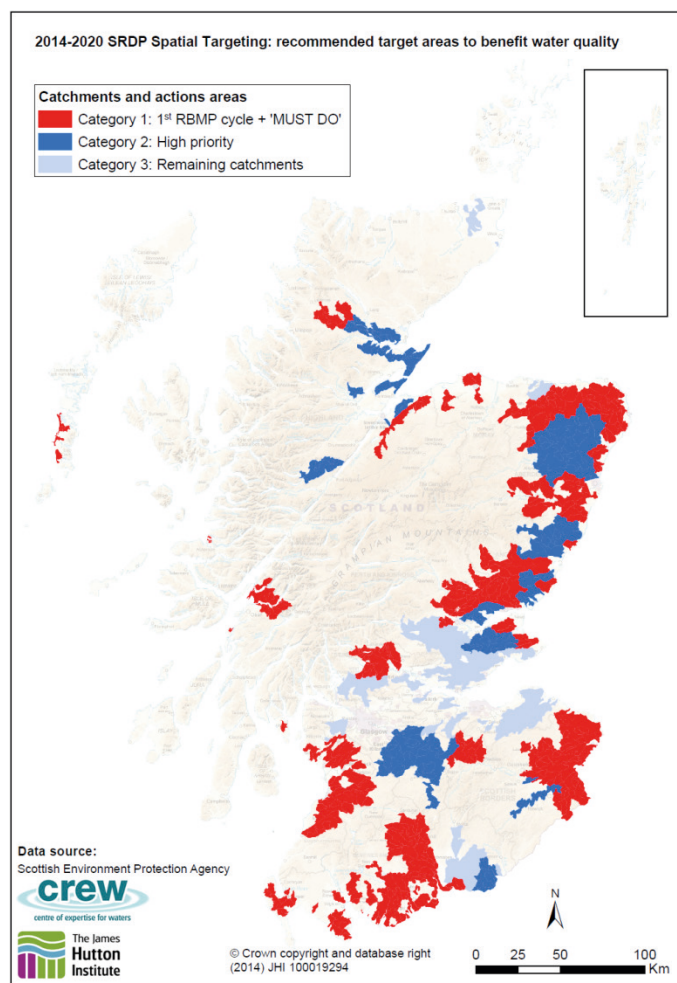 2014-2020 SRDP Spatial Targeting: recommended target areas to benefit water quality
Catchments and actions areas
Category 1: 1st RBMP cycle + 'MUST DO'
Category 2: High priority
Category 3: Remaining catchments
SCOTLAND
GRAMPIAN MOUNTAINS
Data source:
Scottish Environment Protection Agency
crew
centre of expertise for waters
The James
Hutton
Institute
© Crown copyright and database right
(2014) JHI 100019294
N
0 25 50 100
Km